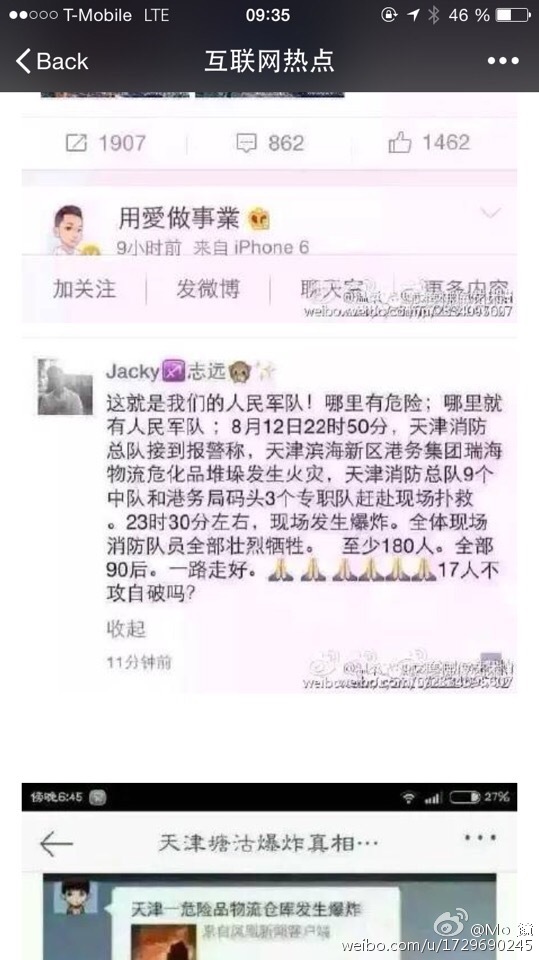 T-Mobile LTE 09:35 46 %
Back 互联网热点
1907 862 1462
用愛做事業
9小时前 来自 iPhone 6
加关注 发微博 聊天室 更多内容
Jacky♐志远🙊✨
这就是我们的人民军队！哪里有危险；哪里就
有人民军队；8月12日22时50分，天津消防
总队接到报警称，天津滨海新区港务集团瑞海
物流危化品堆垛发生火灾，天津消防总队9个
中队和港务局码头3个专职队赶赴现场扑救
。23时30分左右，现场发生爆炸。全体现场
消防队员全部壮烈牺牲。 至少180人。全部
90后。一路走好。🙏🙏🙏🙏🙏🙏17人不
攻自破吗？
收起
11分钟前
傍晚6:45 27%
天津塘沽爆炸真相…
天津一危险品物流仓库发生爆炸
来自凤凰新闻客户端
@Mo
weibo.com/u/1729690245